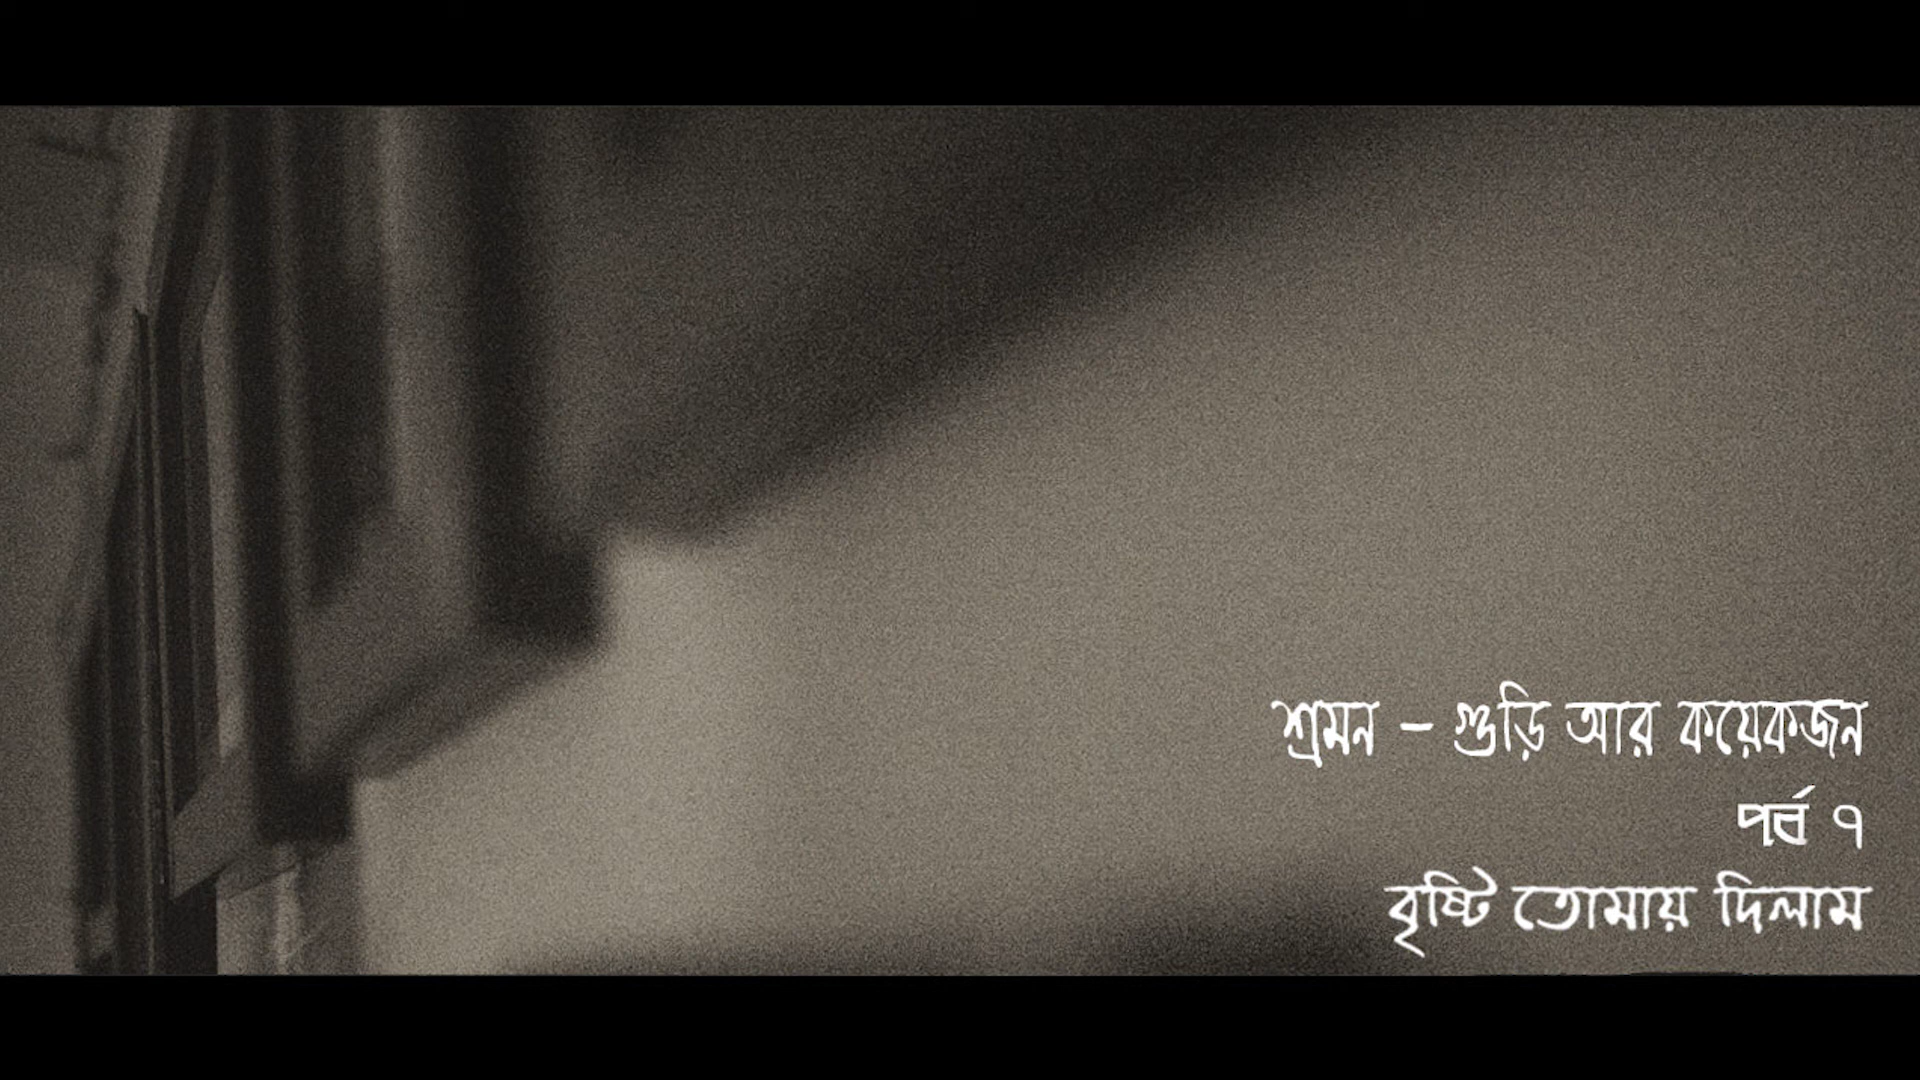 শ্রমন - গুড়ি আর কয়েকজন
পর্ব ৭
বৃষ্টি তোমায় দিলাম